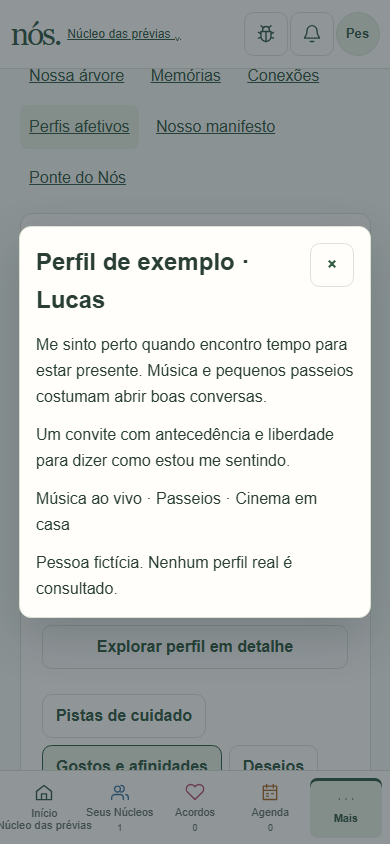 nós. Núcleo das prévias
Pes
Nossa árvore Memórias Conexões
Perfis afetivos Nosso manifesto
Ponte do Nós
Perfil de exemplo ·
Lucas
×
Me sinto perto quando encontro tempo para
estar presente. Música e pequenos passeios
costumam abrir boas conversas.
Um convite com antecedência e liberdade
para dizer como estou me sentindo.
Música ao vivo · Passeios · Cinema em
casa
Pessoa fictícia. Nenhum perfil real é
consultado.
Explorar perfil em detalhe
Pistas de cuidado
Gostos e afinidades Desejos
Início Seus Núcleos Acordos Agenda Mais
Núcleo das prévias 1 0 0